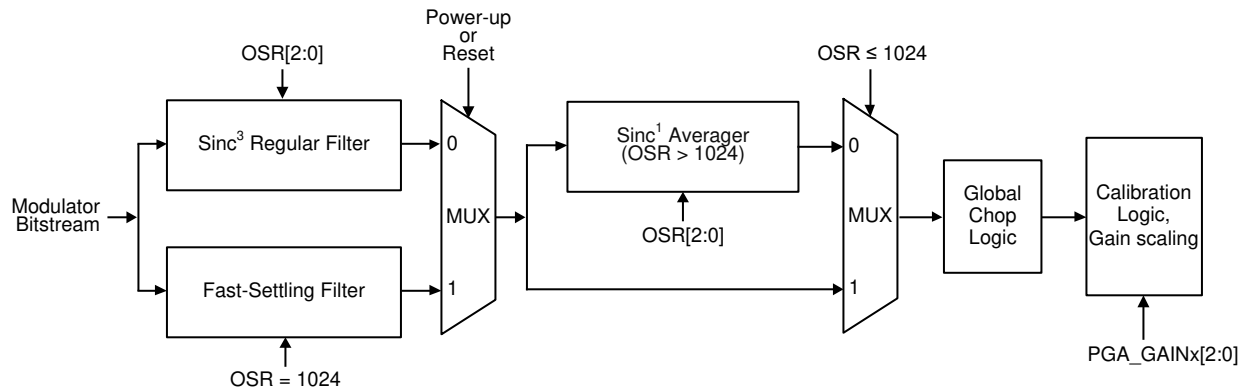 Power-up
or
Reset
OSR[2:0]
OSR ≤ 1024
Sinc³ Regular Filter
0
Sinc¹ Averager
(OSR > 1024)
0
Modulator
Bitstream
MUX
OSR[2:0]
MUX
Global
Chop
Logic
Calibration
Logic,
Gain scaling
Fast-Settling Filter
1
1
OSR = 1024
PGA_GAINx[2:0]